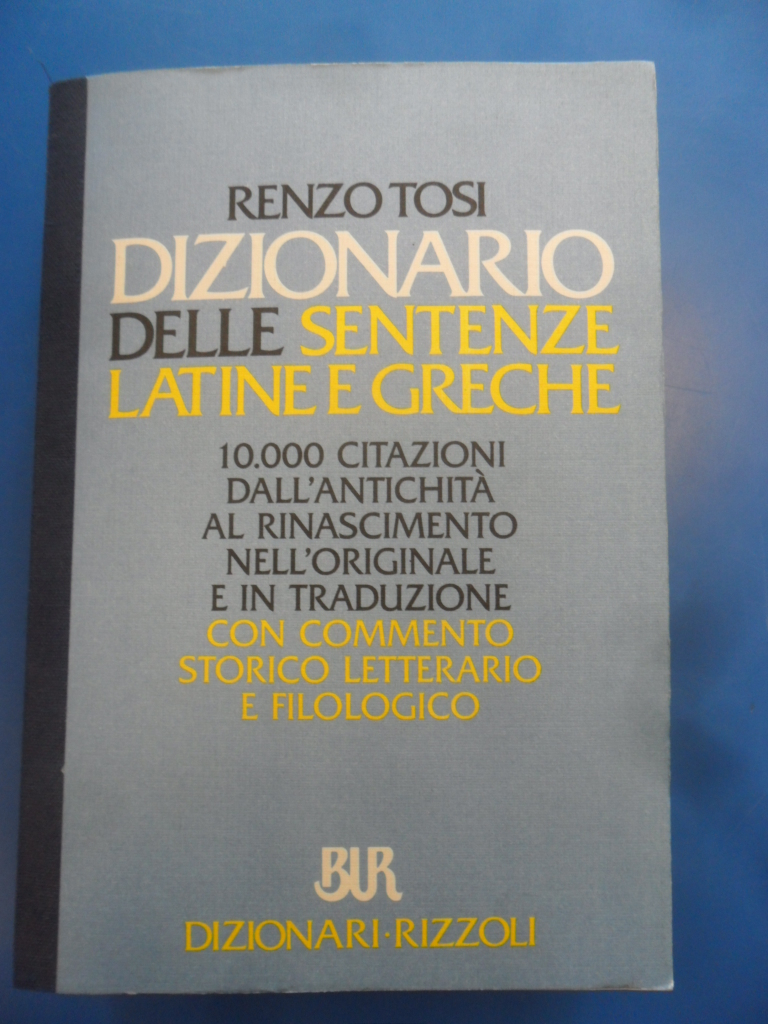 RENZO TOSI
DIZIONARIO
DELLE SENTENZE
LATINE E GRECHE
10.000 CITAZIONI
DALL'ANTICHITÀ
AL RINASCIMENTO
NELL'ORIGINALE
E IN TRADUZIONE
CON COMMENTO
STORICO LETTERARIO
E FILOLOGICO
BUR
DIZIONARI·RIZZOLI